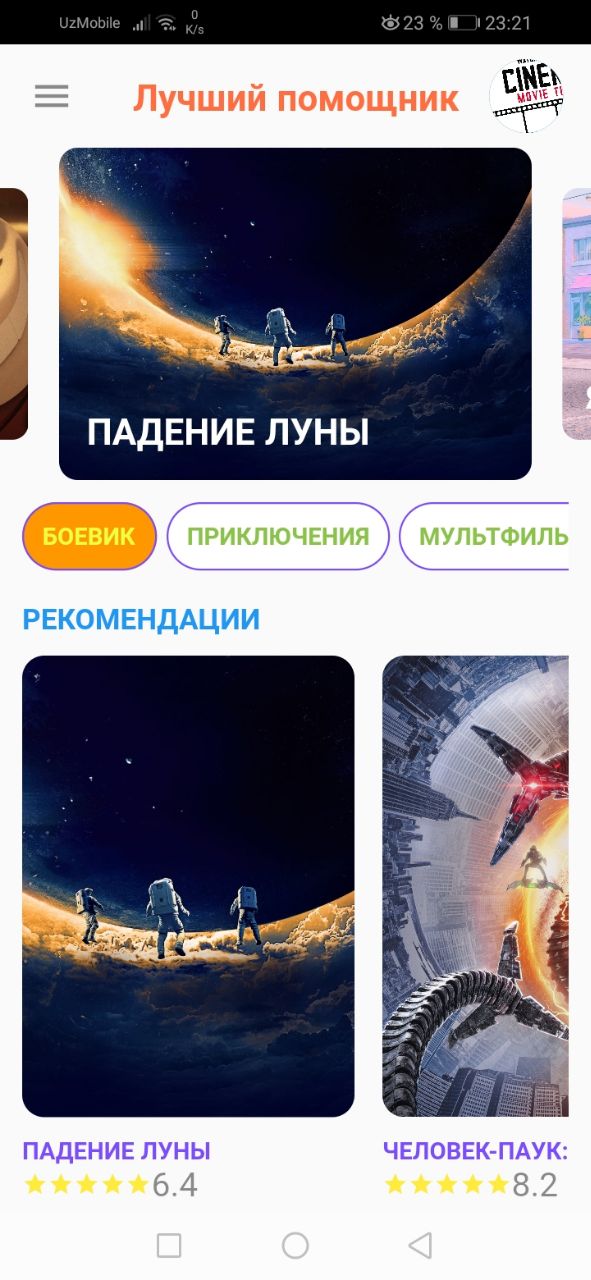 UzMobile 0 K/s 23 % 23:21
Лучший помощник
CINE
MOVIE
ПАДЕНИЕ ЛУНЫ
БОЕВИК ПРИКЛЮЧЕНИЯ МУЛЬТФИЛЬ
РЕКОМЕНДАЦИИ
ПАДЕНИЕ ЛУНЫ ЧЕЛОВЕК-ПАУК:
6.4 8.2